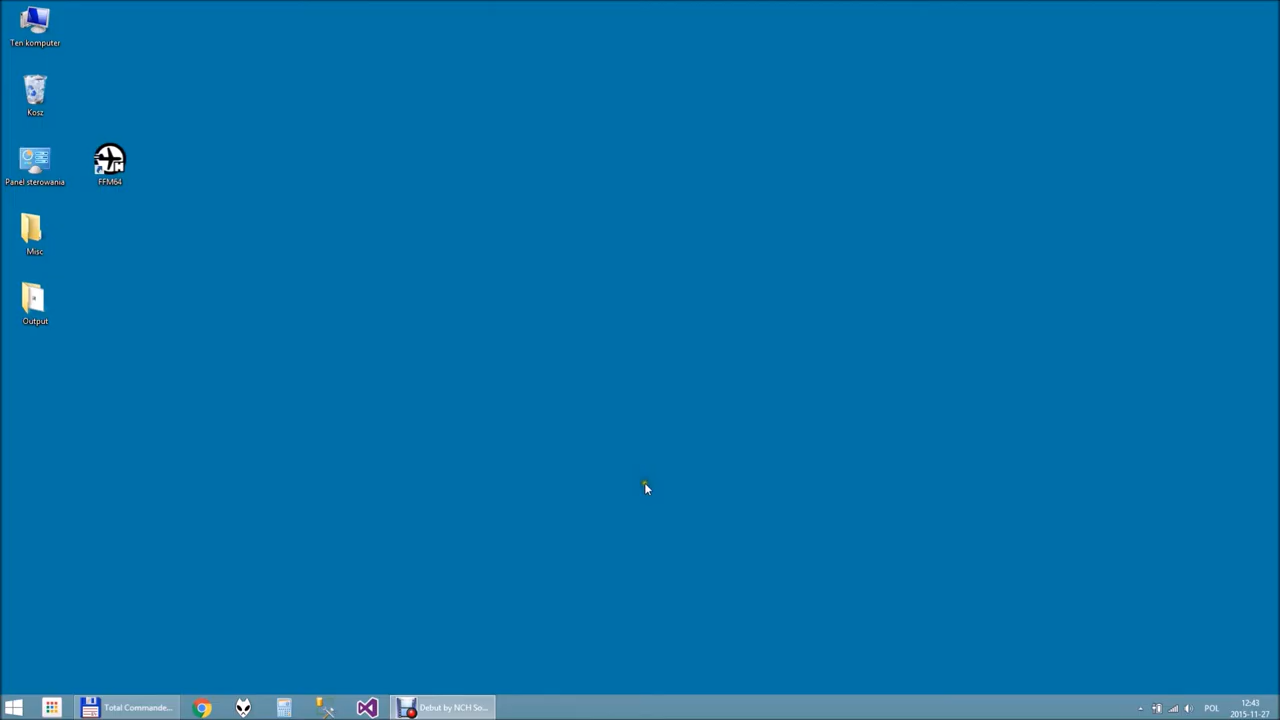 Ten komputer
Kosz
Panel sterowania
FFM64
Misc
Output
Total Commande...
Debut by NCH So...
POL
12:43
2015-11-27